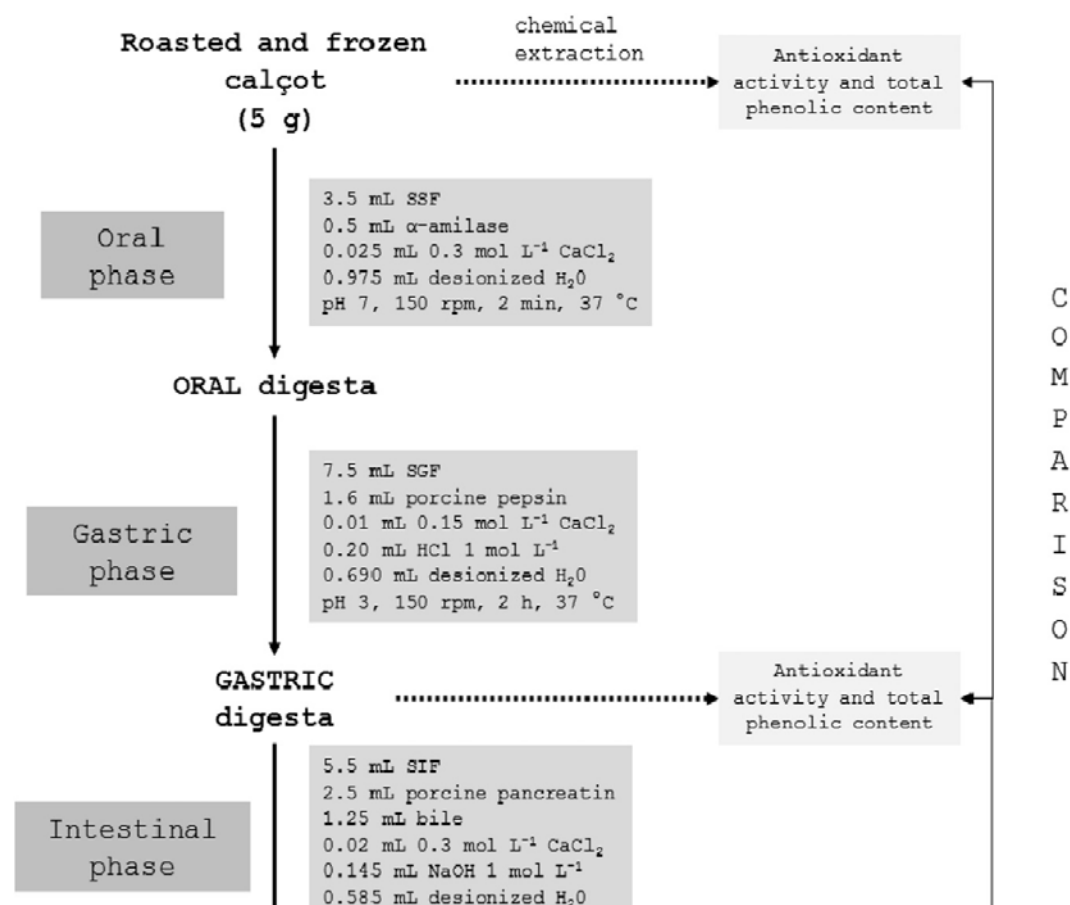 Roasted and frozen
calçot
(5 g)
chemical
extraction
Antioxidant
activity and total
phenolic content
Oral
phase
3.5 mL SSF
0.5 mL α-amilase
0.025 mL 0.3 mol L⁻¹ CaCl₂
0.975 mL desionized H₂0
pH 7, 150 rpm, 2 min, 37 °C
ORAL digesta
Gastric
phase
7.5 mL SGF
1.6 mL porcine pepsin
0.01 mL 0.15 mol L⁻¹ CaCl₂
0.20 mL HCl 1 mol L⁻¹
0.690 mL desionized H₂0
pH 3, 150 rpm, 2 h, 37 °C
GASTRIC
digesta
Antioxidant
activity and total
phenolic content
Intestinal
phase
5.5 mL SIF
2.5 mL porcine pancreatin
1.25 mL bile
0.02 mL 0.3 mol L⁻¹ CaCl₂
0.145 mL NaOH 1 mol L⁻¹
0.585 mL desionized H₂0
C
O
M
P
A
R
I
S
O
N